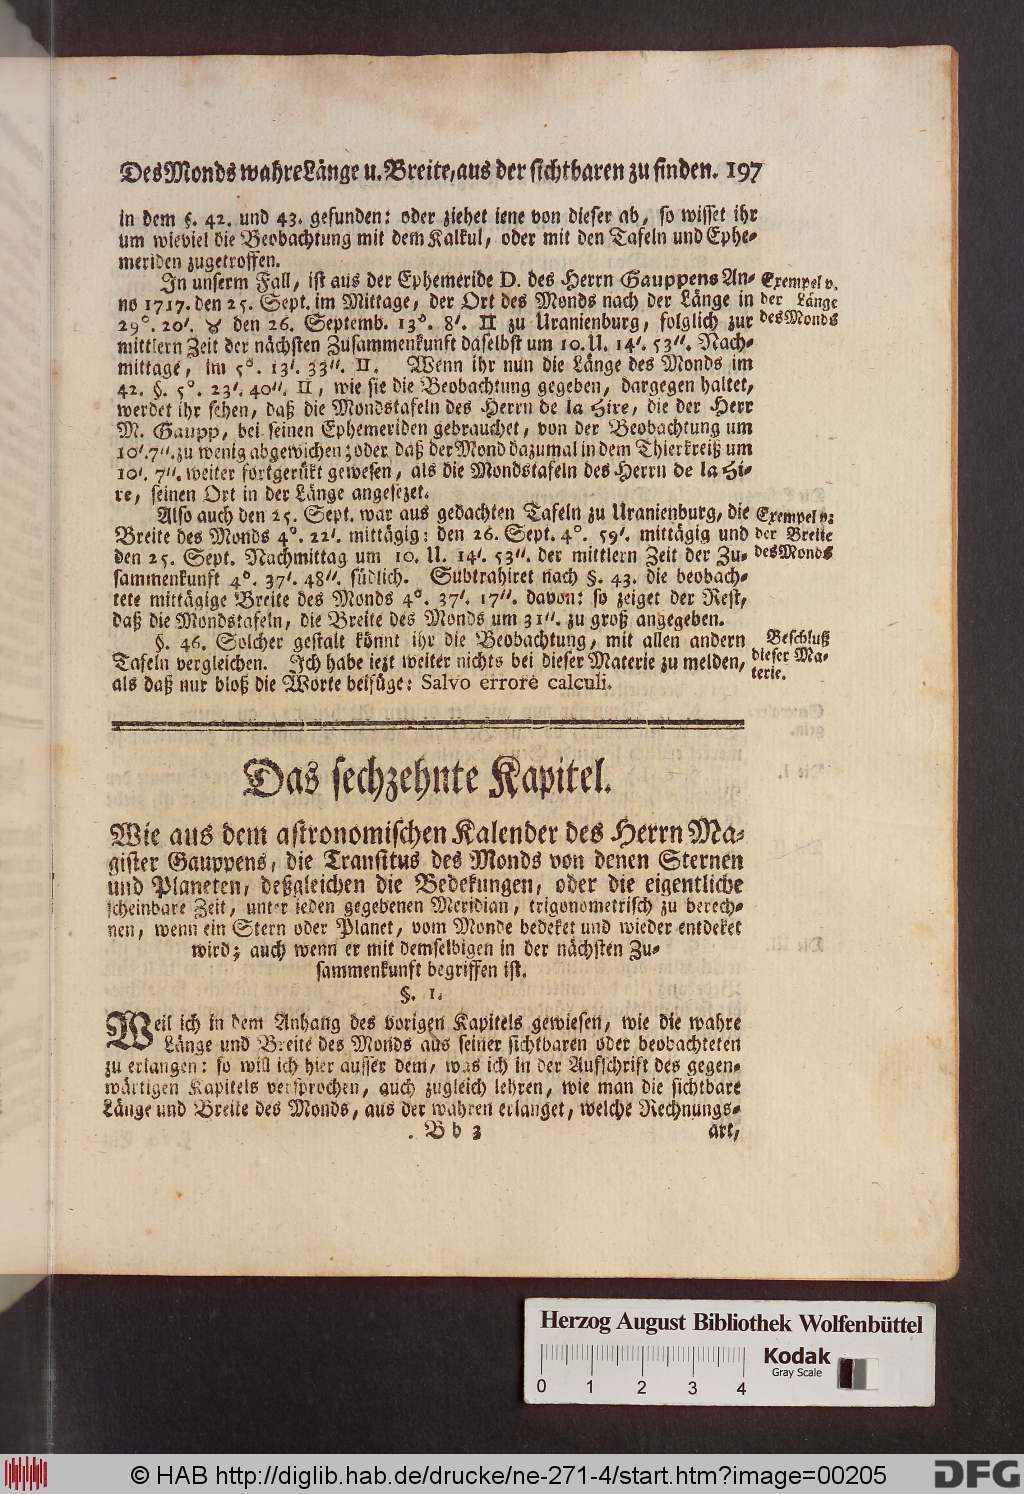 Des Monds wahre Länge u. Breite, aus der sichtbaren zu finden. 197
in dem §. 42. und 43. gefunden: oder ziehet iene von dieser ab, so wisset ihr
um wieviel die Beobachtung mit dem Kalkul, oder mit den Tafeln und Ephe-
meriden zugetroffen.
In unserm Fall, ist aus der Ephemeride D. des Herrn Gauppens An-
no 1717. den 25. Sept. im Mittage, der Ort des Monds nach der Länge in
29°. 20′. ♉ den 26. Septemb. 13°. 8′. ♊ zu Uranienburg, folglich zur
mittlern Zeit der nächsten Zusammenkunft daselbst um 10. U. 14′. 53″. Nach-
mittage, im 5°. 13′. 33″. ♊. Wenn ihr nun die Länge des Monds im
42. §. 5°. 23′. 40″. ♊, wie sie die Beobachtung gegeben, dargegen haltet,
werdet ihr sehen, daß die Mondstafeln des Herrn de la Hire, die der Herr
M. Gaupp, bei seinen Ephemeriden gebrauchet, von der Beobachtung um
10′. 7″. zu wenig abgewichen; oder daß der Mond dazumal in dem Thierkreiß um
10′. 7″. weiter fortgerükt gewesen, als die Mondstafeln des Herrn de la Hi-
re, seinen Ort in der Länge angesezet.
Exempel v.
der Länge
des Monds
Also auch den 25. Sept. war aus gedachten Tafeln zu Uranienburg, die
Breite des Monds 4°. 22′. mittägig: den 26. Sept. 4°. 59′. mittägig und
den 25. Sept. Nachmittag um 10. U. 14′. 53″. der mittlern Zeit der Zu-
sammenkunft 4°. 37′. 48″. südlich. Subtrahiret nach §. 43. die beobach-
tete mittägige Breite des Monds 4°. 37′. 17″. davon: so zeiget der Rest,
daß die Mondstafeln, die Breite des Monds um 31″. zu groß angegeben.
Exempel v:
der Breite
des Monds
§. 46. Solcher gestalt könnt ihr die Beobachtung, mit allen andern
Tafeln vergleichen. Ich habe iezt weiter nichts bei dieser Materie zu melden,
als daß nur bloß die Worte beifüge: Salvo errore calculi.
Beschluß
dieser Ma-
terie.
Das sechzehnte Kapitel.
Wie aus dem astronomischen Kalender des Herrn Ma-
gister Gauppens, die Transitus des Monds von denen Sternen
und Planeten, deßgleichen die Bedekungen, oder die eigentliche
scheinbare Zeit, unter ieden gegebenen Meridian, trigonometrisch zu berech-
nen, wenn ein Stern oder Planet, vom Monde bedeket und wieder entdeket
wird; auch wenn er mit demselbigen in der nächsten Zu-
sammenkunft begriffen ist.
§. 1.
Weil ich in dem Anhang des vorigen Kapitels gewiesen, wie die wahre
Länge und Breite des Monds aus seiner sichtbaren oder beobachteten
zu erlangen: so will ich hier ausser dem, was ich in der Aufschrift des gegen-
wärtigen Kapitels versprochen, auch zugleich lehren, wie man die sichtbare
Länge und Breite des Monds, aus der wahren erlanget, welche Rechnungs-
B b 3 art,
Herzog August Bibliothek Wolfenbüttel
Kodak
Gray Scale
0 1 2 3 4
© HAB http://diglib.hab.de/drucke/ne-271-4/start.htm?image=00205
DFG